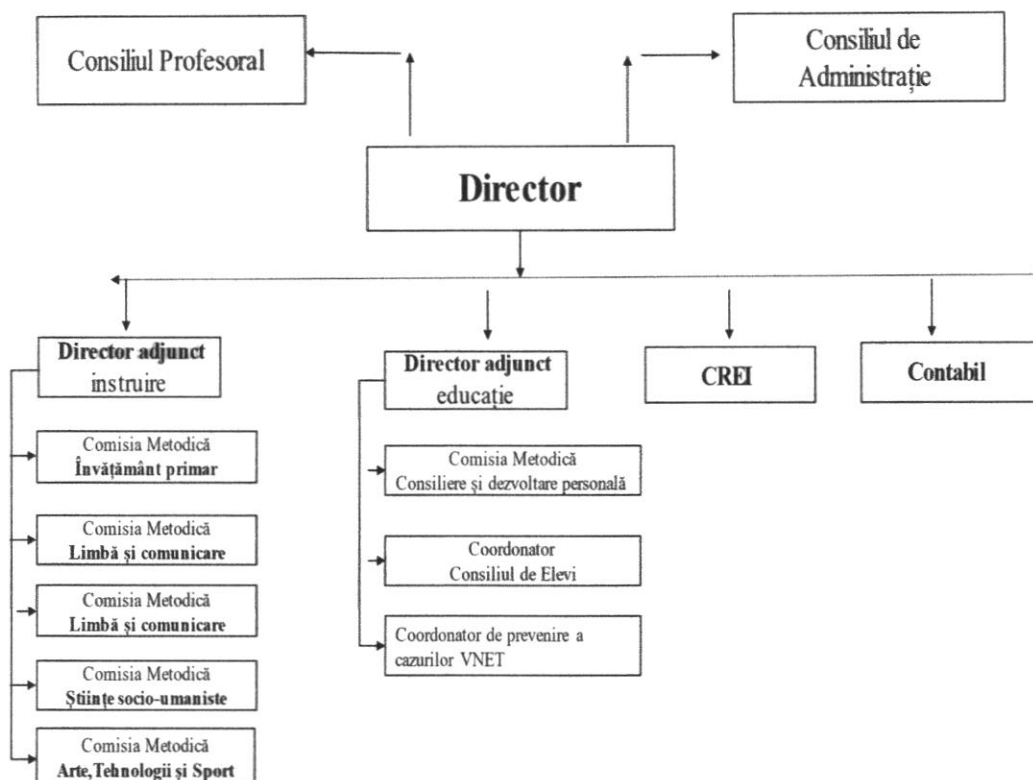 Consiliul Profesoral
Consiliul de
Administrație
Director
Director adjunct
instruire
Director adjunct
educație
CREI
Contabil
Comisia Metodică
Învățământ primar
Comisia Metodică
Limbă și comunicare
Comisia Metodică
Limbă și comunicare
Comisia Metodică
Științe socio-umaniste
Comisia Metodică
Arte,Tehnologii și Sport
Comisia Metodică
Consiliere și dezvoltare personală
Coordonator
Consiliul de Elevi
Coordonator de prevenire a
cazurilor VNET